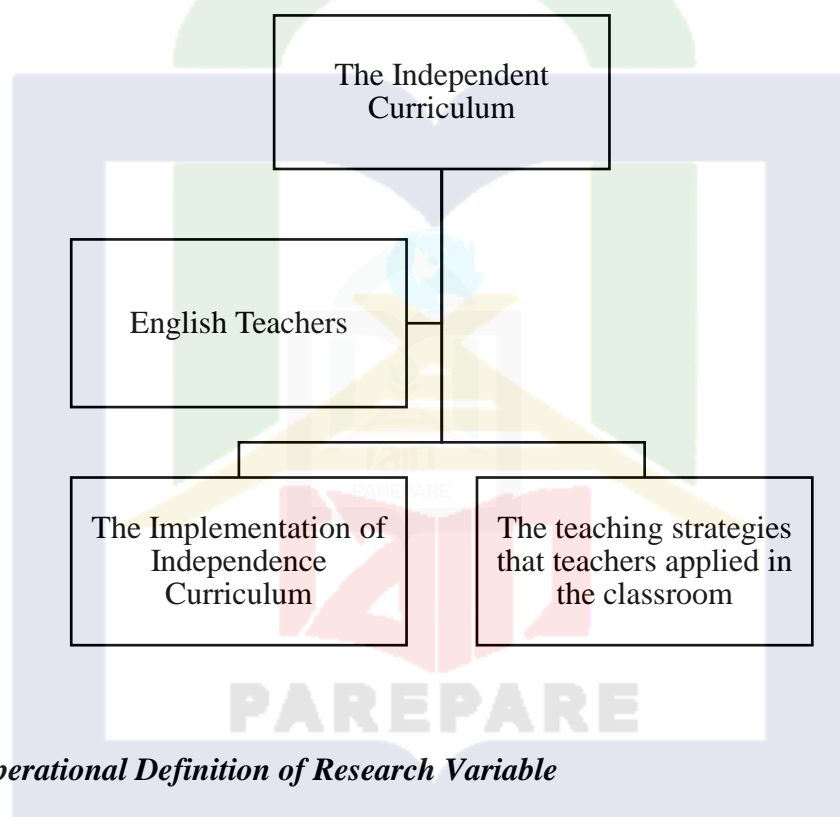 The Independent
Curriculum
English Teachers
The Implementation of
Independence
Curriculum
The teaching strategies
that teachers applied in
the classroom
PAREPARE
PAREPARE
perational Definition of Research Variable